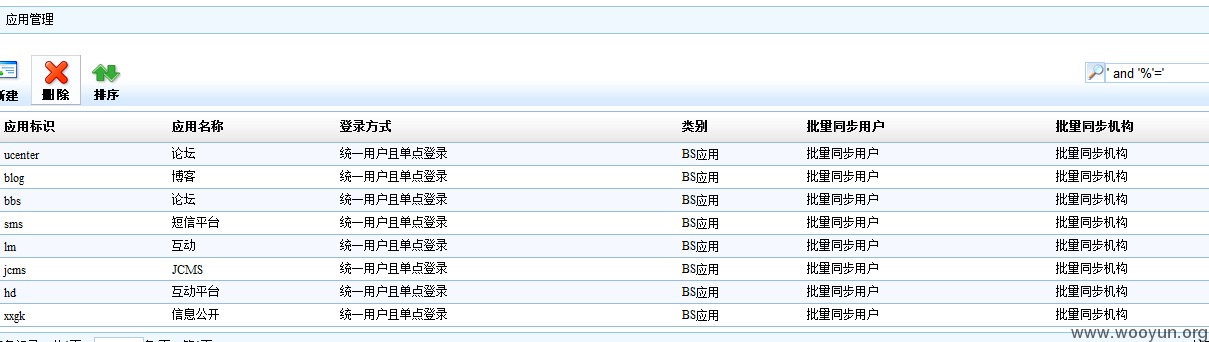 应用管理
新建 删除 排序 ' and '%'='
应用标识 应用名称 登录方式 类别 批量同步用户 批量同步机构
ucenter 论坛 统一用户且单点登录 BS应用 批量同步用户 批量同步机构
blog 博客 统一用户且单点登录 BS应用 批量同步用户 批量同步机构
bbs 论坛 统一用户且单点登录 BS应用 批量同步用户 批量同步机构
sms 短信平台 统一用户且单点登录 BS应用 批量同步用户 批量同步机构
lm 互动 统一用户且单点登录 BS应用 批量同步用户 批量同步机构
jcms JCMS 统一用户且单点登录 BS应用 批量同步用户 批量同步机构
hd 互动平台 统一用户且单点登录 BS应用 批量同步用户 批量同步机构
xxgk 信息公开 统一用户且单点登录 BS应用 批量同步用户 批量同步机构
www.wooyun.org